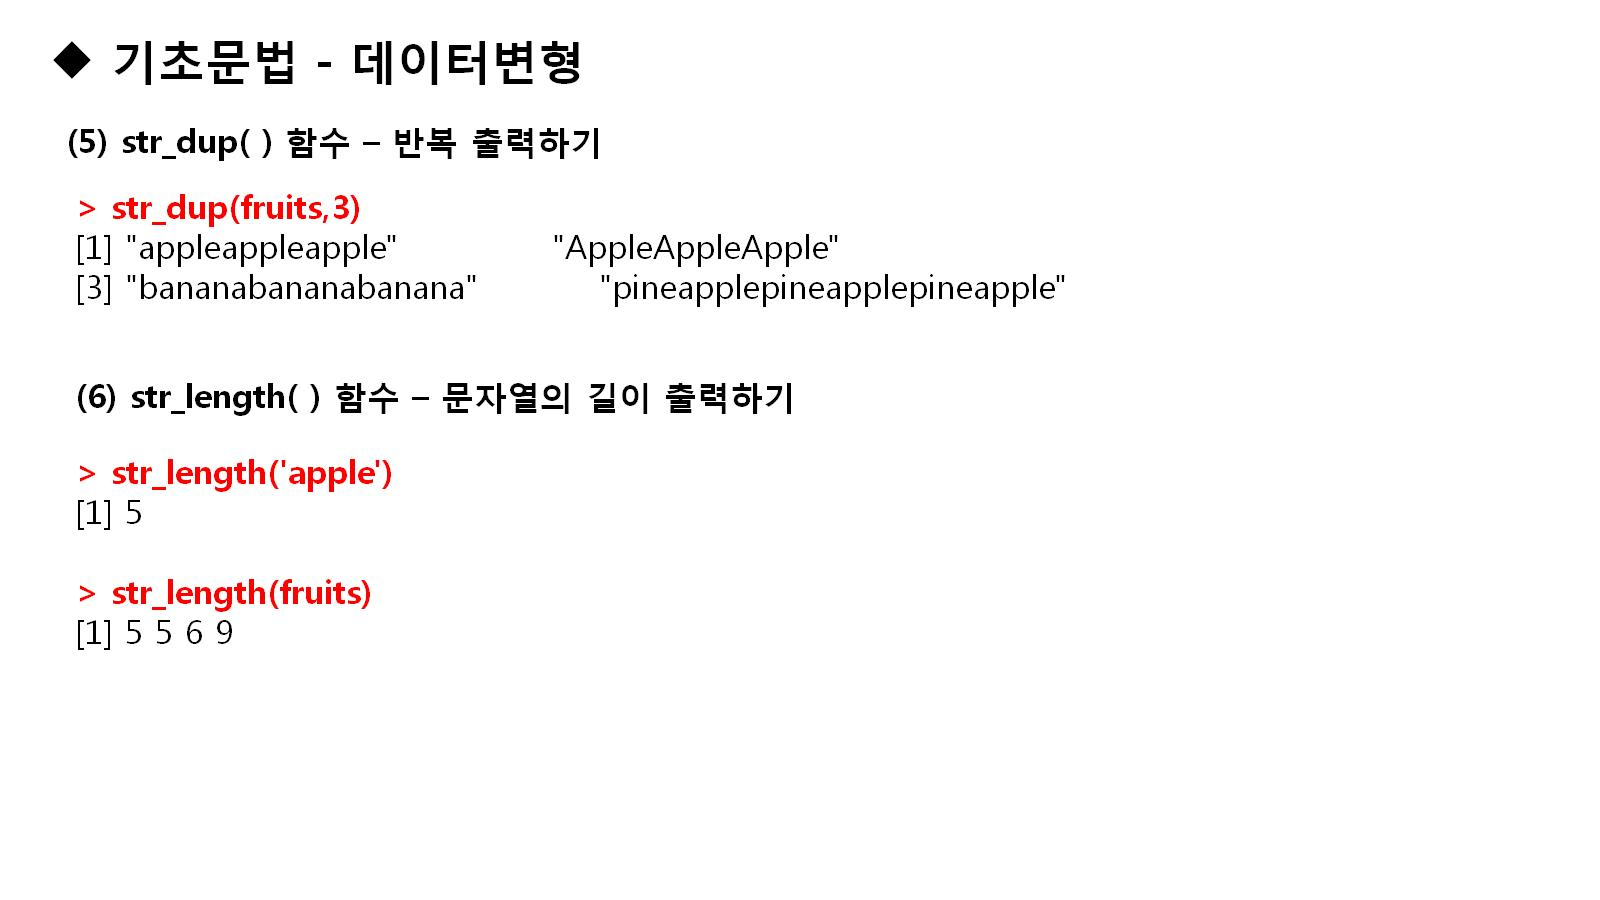 ◆ 기초문법 - 데이터변형
(5) str_dup( ) 함수 – 반복 출력하기
> str_dup(fruits,3)
[1] "appleappleapple" "AppleAppleApple"
[3] "bananabananabanana" "pineapplepineapplepineapple"
(6) str_length( ) 함수 – 문자열의 길이 출력하기
> str_length('apple')
[1] 5
> str_length(fruits)
[1] 5 5 6 9